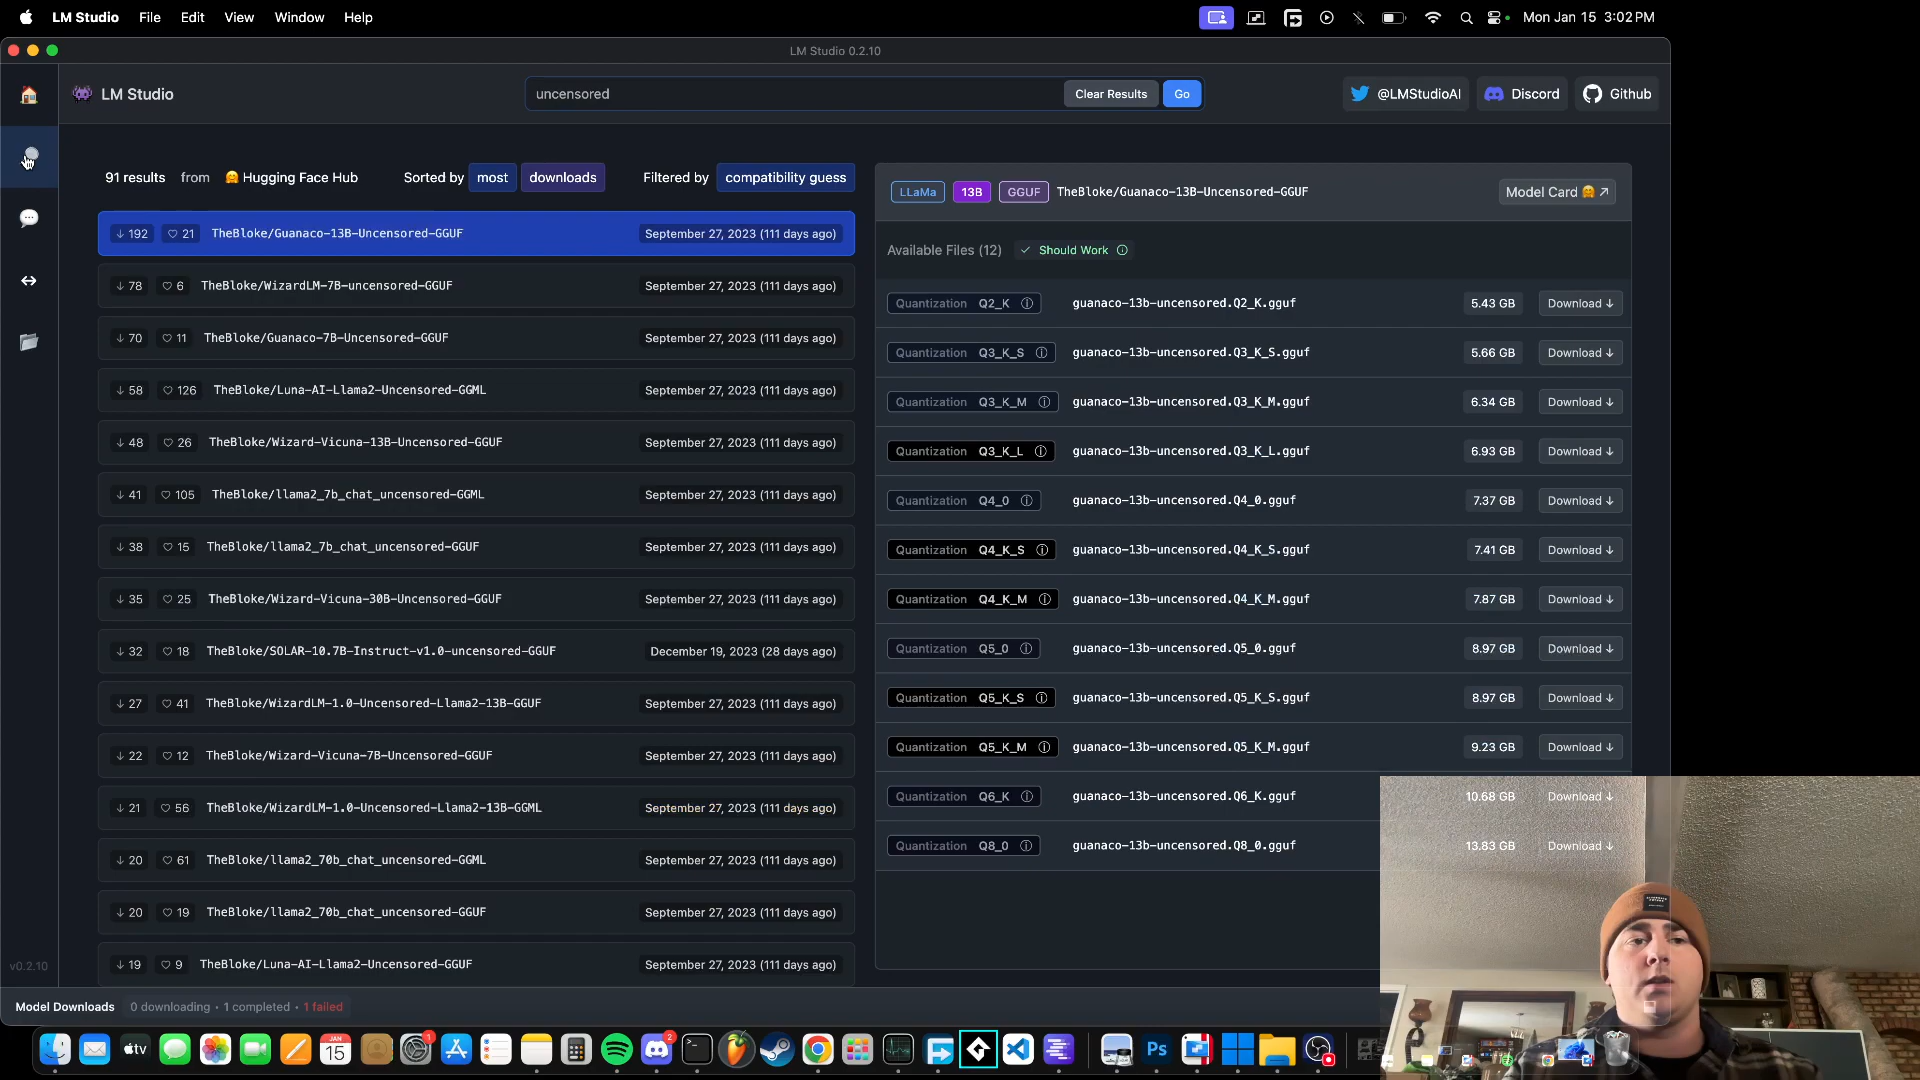 LM Studio File Edit View Window Help Mon Jan 15 3:02 PM
LM Studio 0.2.10
LM Studio uncensored Clear Results Go @LMStudioAI Discord Github
91 results from Hugging Face Hub Sorted by most downloads Filtered by compatibility guess
↓ 192 ♡ 21 TheBloke/Guanaco-13B-Uncensored-GGUF September 27, 2023 (111 days ago)
↓ 78 ♡ 6 TheBloke/WizardLM-7B-uncensored-GGUF September 27, 2023 (111 days ago)
↓ 70 ♡ 11 TheBloke/Guanaco-7B-Uncensored-GGUF September 27, 2023 (111 days ago)
↓ 58 ♡ 126 TheBloke/Luna-AI-Llama2-Uncensored-GGML September 27, 2023 (111 days ago)
↓ 48 ♡ 26 TheBloke/Wizard-Vicuna-13B-Uncensored-GGUF September 27, 2023 (111 days ago)
↓ 41 ♡ 105 TheBloke/llama2_7b_chat_uncensored-GGML September 27, 2023 (111 days ago)
↓ 38 ♡ 15 TheBloke/llama2_7b_chat_uncensored-GGUF September 27, 2023 (111 days ago)
↓ 35 ♡ 25 TheBloke/Wizard-Vicuna-30B-Uncensored-GGUF September 27, 2023 (111 days ago)
↓ 32 ♡ 18 TheBloke/SOLAR-10.7B-Instruct-v1.0-uncensored-GGUF December 19, 2023 (28 days ago)
↓ 27 ♡ 41 TheBloke/WizardLM-1.0-Uncensored-Llama2-13B-GGUF September 27, 2023 (111 days ago)
↓ 22 ♡ 12 TheBloke/Wizard-Vicuna-7B-Uncensored-GGUF September 27, 2023 (111 days ago)
↓ 21 ♡ 56 TheBloke/WizardLM-1.0-Uncensored-Llama2-13B-GGML September 27, 2023 (111 days ago)
↓ 20 ♡ 61 TheBloke/llama2_70b_chat_uncensored-GGML September 27, 2023 (111 days ago)
↓ 20 ♡ 19 TheBloke/llama2_70b_chat_uncensored-GGUF September 27, 2023 (111 days ago)
↓ 19 ♡ 9 TheBloke/Luna-AI-Llama2-Uncensored-GGUF September 27, 2023 (111 days ago)
LLaMa 13B GGUF TheBloke/Guanaco-13B-Uncensored-GGUF Model Card ↗
Available Files (12) ✓ Should Work
Quantization Q2_K guanaco-13b-uncensored.Q2_K.gguf 5.43 GB Download ↓
Quantization Q3_K_S guanaco-13b-uncensored.Q3_K_S.gguf 5.66 GB Download ↓
Quantization Q3_K_M guanaco-13b-uncensored.Q3_K_M.gguf 6.34 GB Download ↓
Quantization Q3_K_L guanaco-13b-uncensored.Q3_K_L.gguf 6.93 GB Download ↓
Quantization Q4_0 guanaco-13b-uncensored.Q4_0.gguf 7.37 GB Download ↓
Quantization Q4_K_S guanaco-13b-uncensored.Q4_K_S.gguf 7.41 GB Download ↓
Quantization Q4_K_M guanaco-13b-uncensored.Q4_K_M.gguf 7.87 GB Download ↓
Quantization Q5_0 guanaco-13b-uncensored.Q5_0.gguf 8.97 GB Download ↓
Quantization Q5_K_S guanaco-13b-uncensored.Q5_K_S.gguf 8.97 GB Download ↓
Quantization Q5_K_M guanaco-13b-uncensored.Q5_K_M.gguf 9.23 GB Download ↓
Quantization Q6_K guanaco-13b-uncensored.Q6_K.gguf 10.68 GB Download ↓
Quantization Q8_0 guanaco-13b-uncensored.Q8_0.gguf 13.83 GB Download ↓
v0.2.10
Model Downloads 0 downloading • 1 completed • 1 failed
tv JAN 15 1 2 Ps